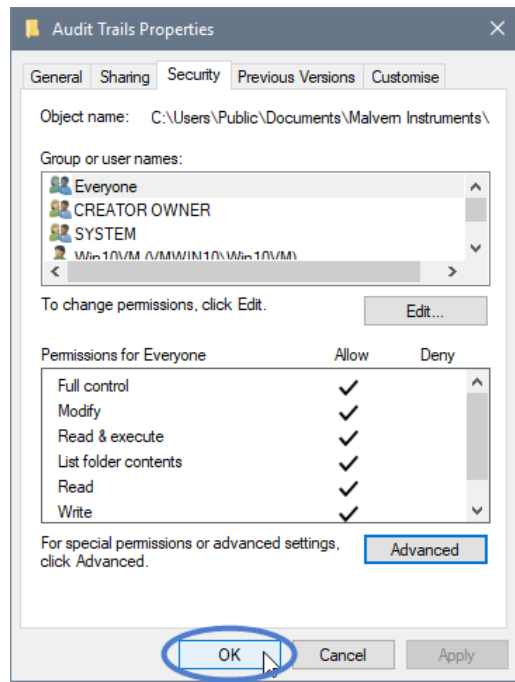 Audit Trails Properties
General Sharing Security Previous Versions Customise
Object name: C:\Users\Public\Documents\Malvern Instruments\
Group or user names:
Everyone
CREATOR OWNER
SYSTEM
Win10VM (VMWIN10\Win10VM)
To change permissions, click Edit.
Edit...
Permissions for Everyone Allow Deny
Full control
Modify
Read & execute
List folder contents
Read
Write
For special permissions or advanced settings,
click Advanced.
Advanced
OK Cancel Apply